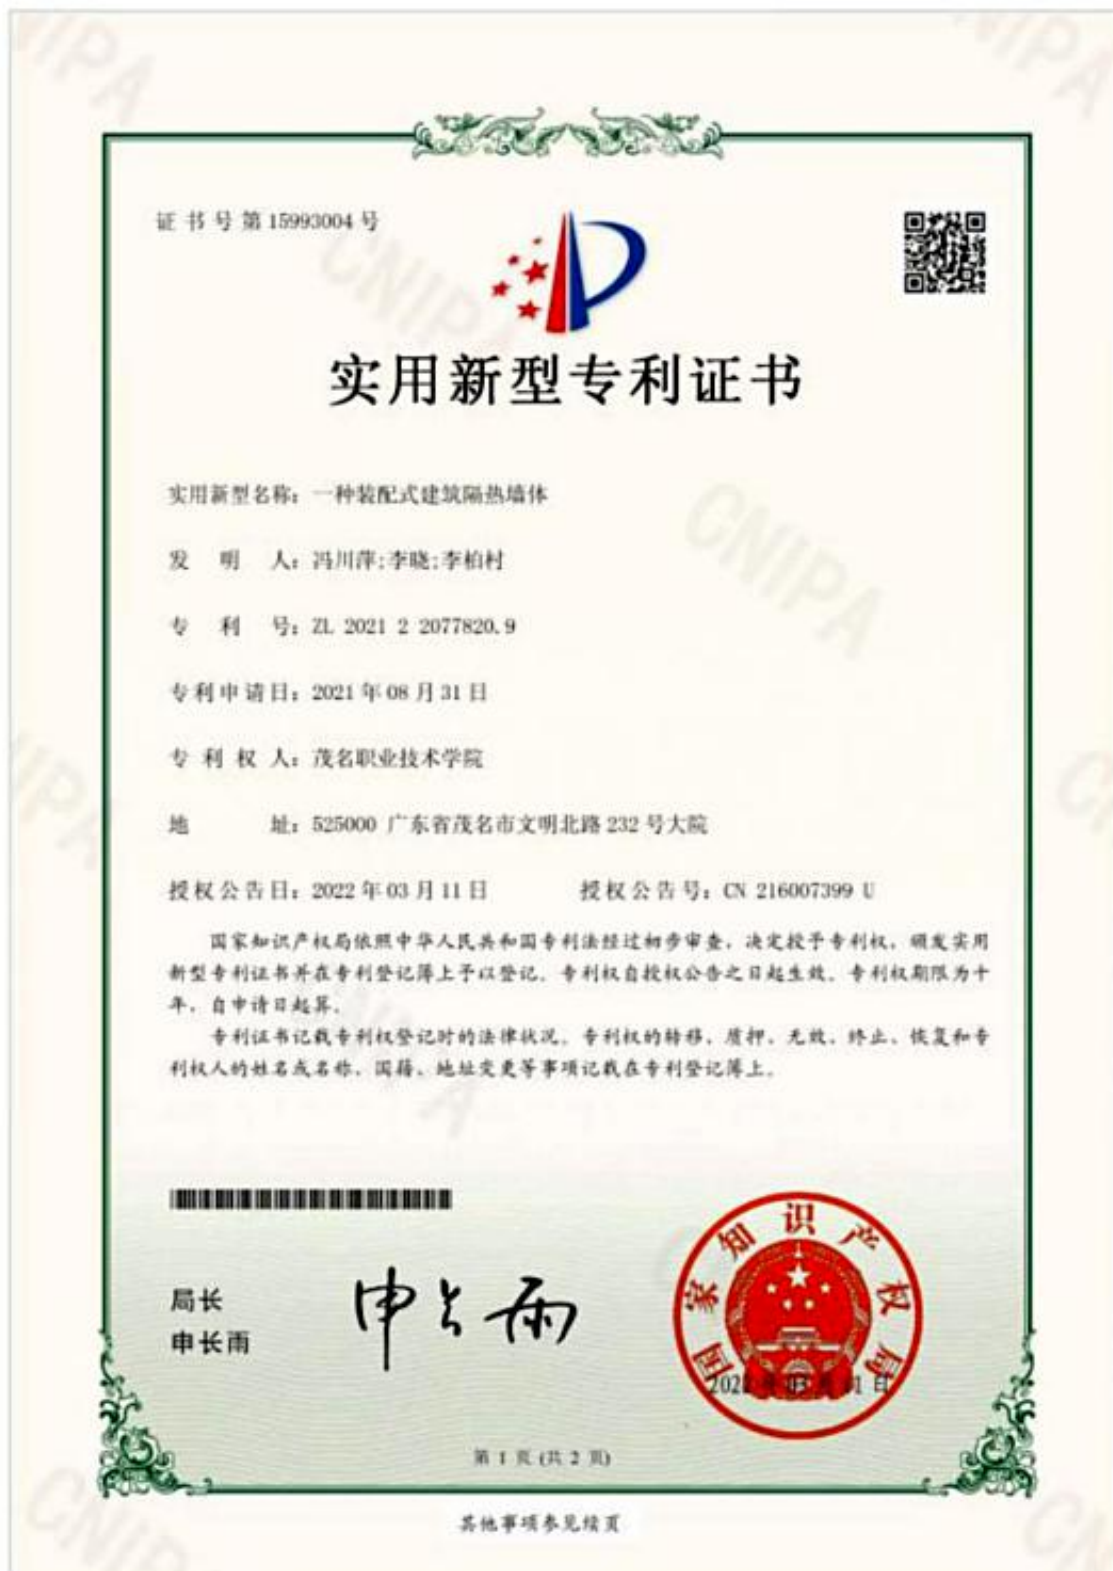 证书号第15993004号
实用新型专利证书
实用新型名称：一种装配式建筑隔热墙体
发明人：冯川萍;李晓;李柏村
专利号：ZL 2021 2 2077820.9
专利申请日：2021年08月31日
专利权人：茂名职业技术学院
地址：525000 广东省茂名市文明北路232号大院
授权公告日：2022年03月11日 授权公告号：CN 216007399 U
国家知识产权局依照中华人民共和国专利法经过初步审查，决定授予专利权，颁发实用
新型专利证书并在专利登记簿上予以登记。专利权自授权公告之日起生效。专利权期限为十
年，自申请日起算。
专利证书记载专利权登记时的法律状况。专利权的转移、质押、无效、终止、恢复和专
利权人的姓名或名称、国籍、地址变更等事项记载在专利登记簿上。
局长
申长雨
申长雨
国家知识产权局
2022年03月11日
第 1 页 (共 2 页)
其他事项参见续页
CNIPA